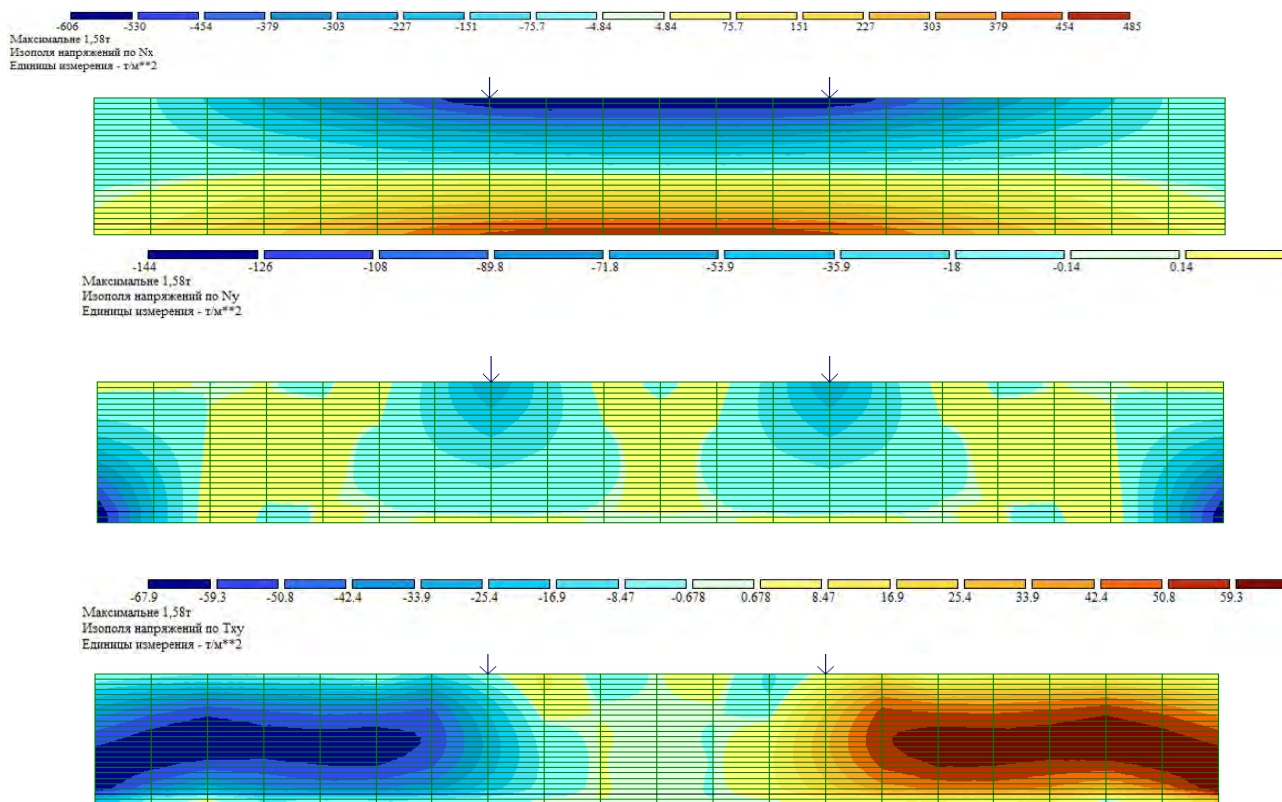 -606 -530 -454 -379 -303 -227 -151 -75.7 -4.84 4.84 75.7 151 227 303 379 454 485
Максимальне 1,58т
Изополя напряжений по Nx
Единицы измерения - т/м**2
-144 -126 -108 -89.8 -71.8 -53.9 -35.9 -18 -0.14 0.14
Максимальне 1,58т
Изополя напряжений по Ny
Единицы измерения - т/м**2
-67.9 -59.3 -50.8 -42.4 -33.9 -25.4 -16.9 -8.47 -0.678 0.678 8.47 16.9 25.4 33.9 42.4 50.8 59.3
Максимальне 1,58т
Изополя напряжений по Txy
Единицы измерения - т/м**2